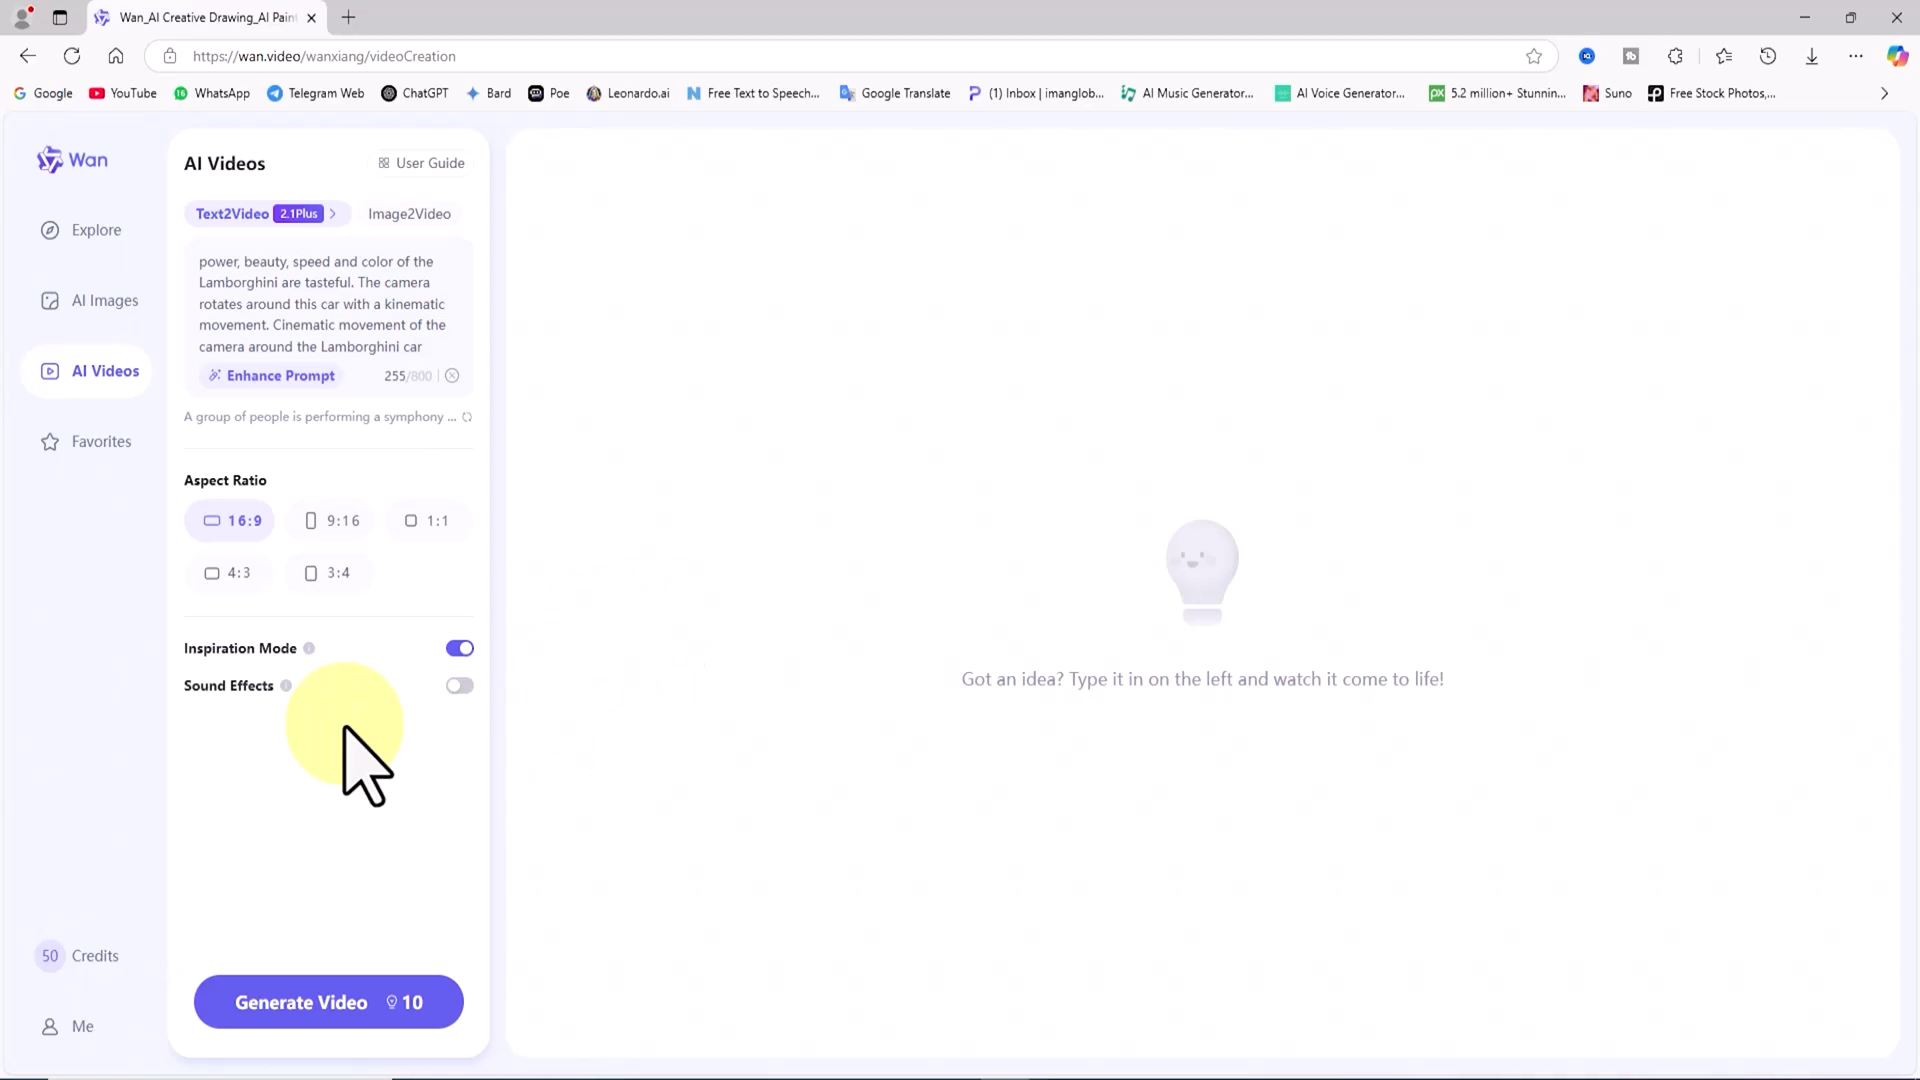 Wan_AI Creative Drawing_AI Pain
https://wan.video/wanxiang/videoCreation
Google YouTube WhatsApp Telegram Web ChatGPT Bard Poe Leonardo.ai Free Text to Speech... Google Translate (1) Inbox | imanglob... AI Music Generator... AI Voice Generator... 5.2 million+ Stunnin... Suno Free Stock Photos,...
Wan
Explore
AI Images
AI Videos
Favorites
50 Credits
Me
AI Videos User Guide
Text2Video 2.1Plus Image2Video
power, beauty, speed and color of the
Lamborghini are tasteful. The camera
rotates around this car with a kinematic
movement. Cinematic movement of the
camera around the Lamborghini car
Enhance Prompt 255/800
A group of people is performing a symphony ...
Aspect Ratio
16:9 9:16 1:1
4:3 3:4
Inspiration Mode
Sound Effects
Generate Video 10
Got an idea? Type it in on the left and watch it come to life!